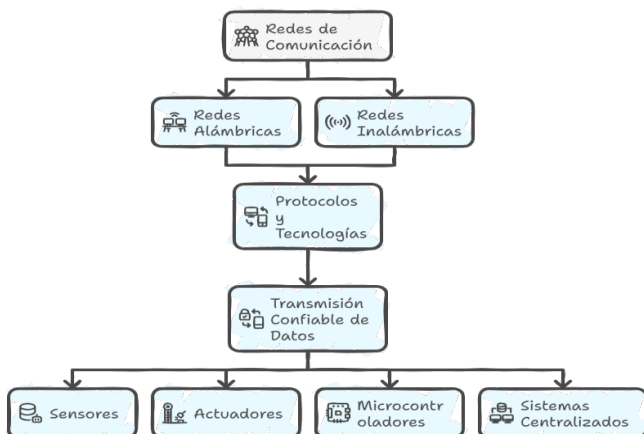 Redes de
Comunicación
Redes
Alámbricas
Redes
Inalámbricas
Protocolos
y
Tecnologías
Transmisión
Confiable de
Datos
Sensores
Actuadores
Microcontr
oladores
Sistemas
Centralizados